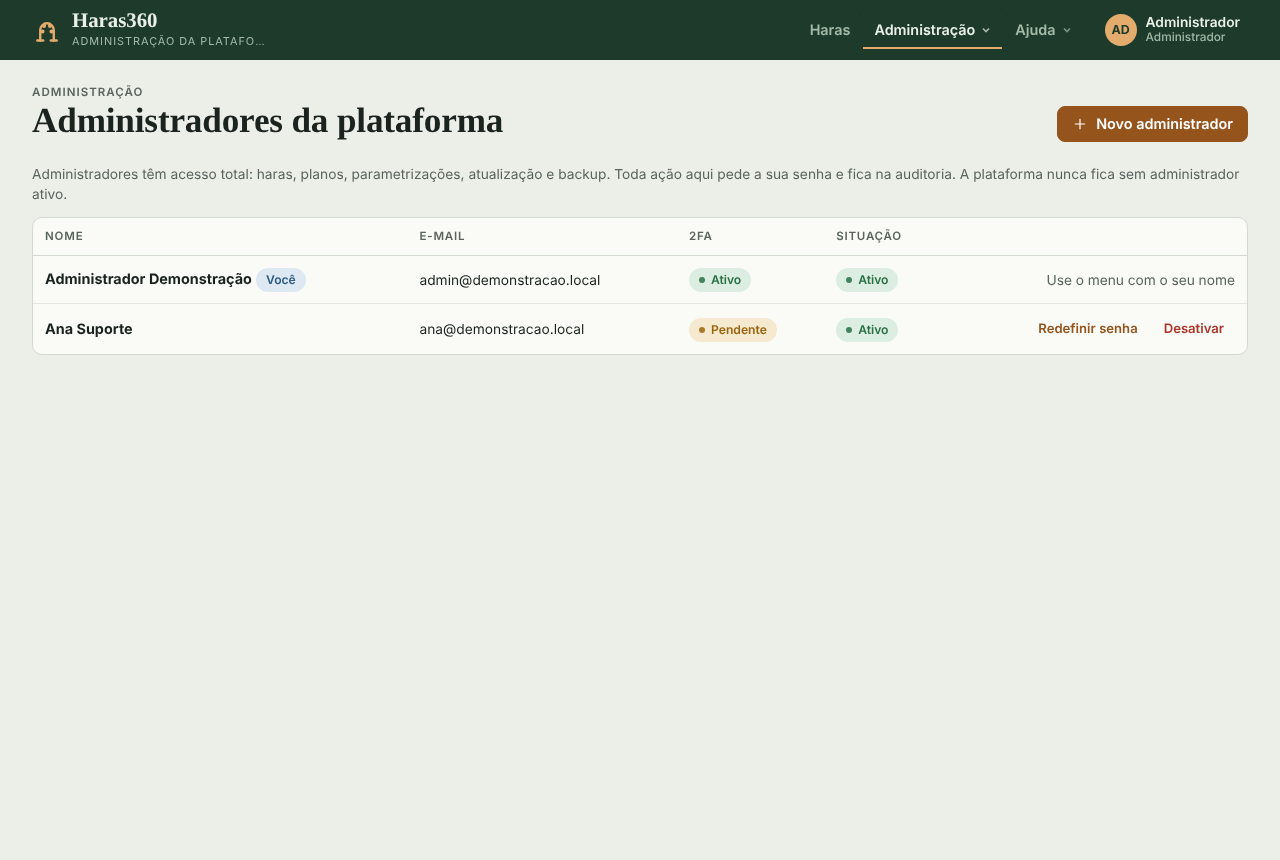 Haras360
ADMINISTRAÇÃO DA PLATAFO…
Haras
Administração
Ajuda
AD
Administrador
Administrador
ADMINISTRAÇÃO
Administradores da plataforma
Novo administrador
Administradores têm acesso total: haras, planos, parametrizações, atualização e backup. Toda ação aqui pede a sua senha e fica na auditoria. A plataforma nunca fica sem administrador
ativo.
NOME E-MAIL 2FA SITUAÇÃO
Administrador Demonstração Você admin@demonstracao.local Ativo Ativo Use o menu com o seu nome
Ana Suporte ana@demonstracao.local Pendente Ativo Redefinir senha Desativar